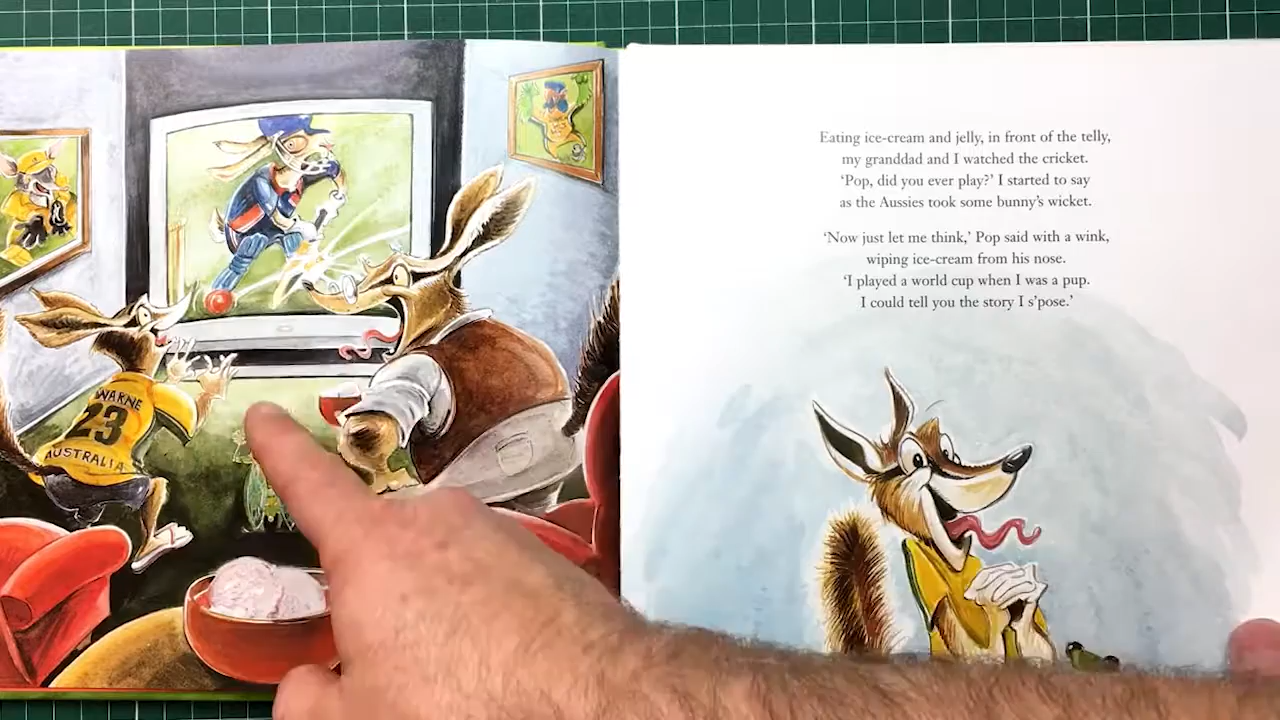 WARNE
23
AUSTRALIA
Eating ice-cream and jelly, in front of the telly,
my granddad and I watched the cricket.
‘Pop, did you ever play?’ I started to say
as the Aussies took some bunny’s wicket.
‘Now just let me think,’ Pop said with a wink,
wiping ice-cream from his nose.
‘I played a world cup when I was a pup.
I could tell you the story I s’pose.’